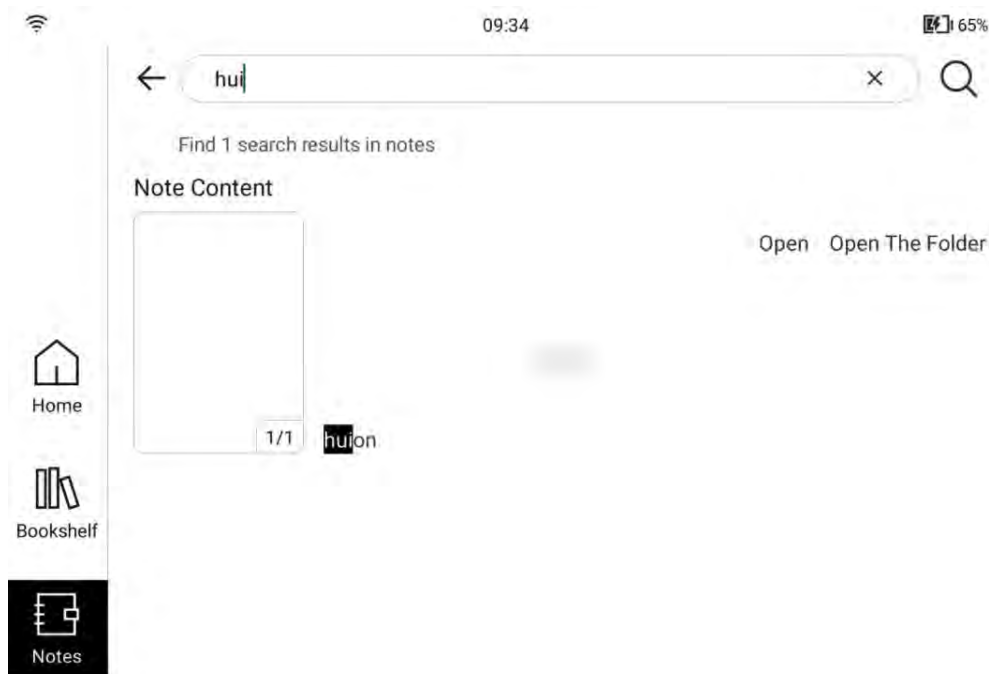 09:34
65%
hui
Find 1 search results in notes
Note Content
Open Open The Folder
Home
1/1 huion
Bookshelf
Notes